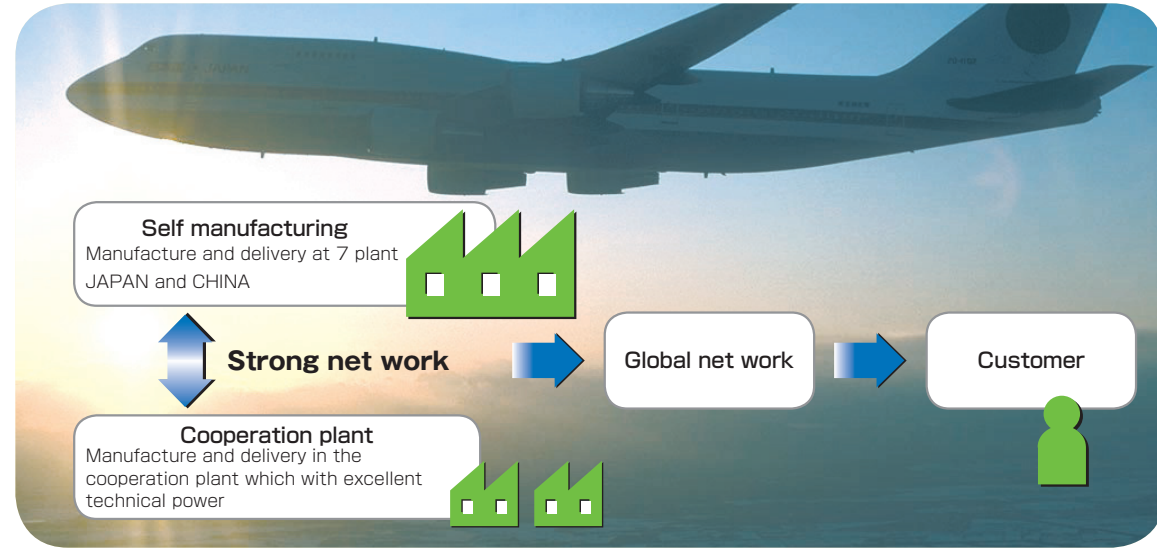 Self manufacturing
Manufacture and delivery at 7 plant
JAPAN and CHINA
Strong net work
Global net work
Customer
Cooperation plant
Manufacture and delivery in the
cooperation plant which with excellent
technical power